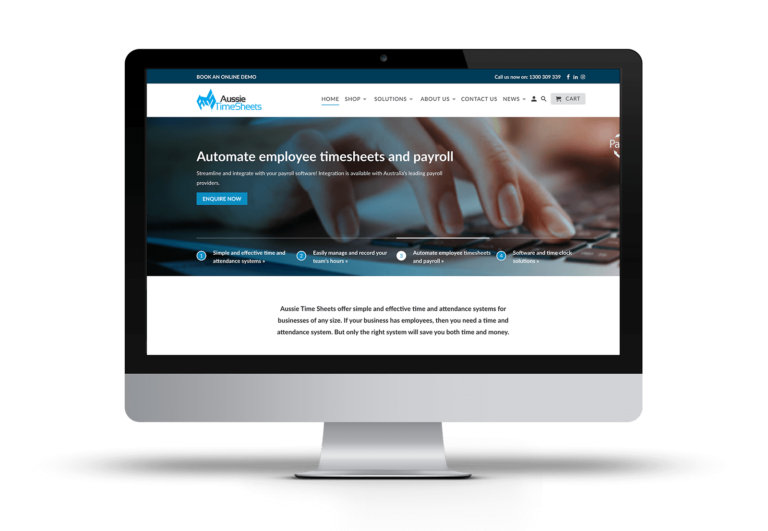 BOOK AN ONLINE DEMO
Call us now on: 1300 309 339
Aussie
TimeSheets
HOME SHOP SOLUTIONS ABOUT US CONTACT US NEWS CART
Pa
Automate employee timesheets and payroll
Streamline and integrate with your payroll software! Integration is available with Australia's leading payroll
providers.
ENQUIRE NOW
1 Simple and effective time and
attendance systems »
2 Easily manage and record your
team's hours »
3 Automate employee timesheets
and payroll »
4 Software and time clock
solutions »
Aussie Time Sheets offer simple and effective time and attendance systems for
businesses of any size. If your business has employees, then you need a time and
attendance system. But only the right system will save you both time and money.